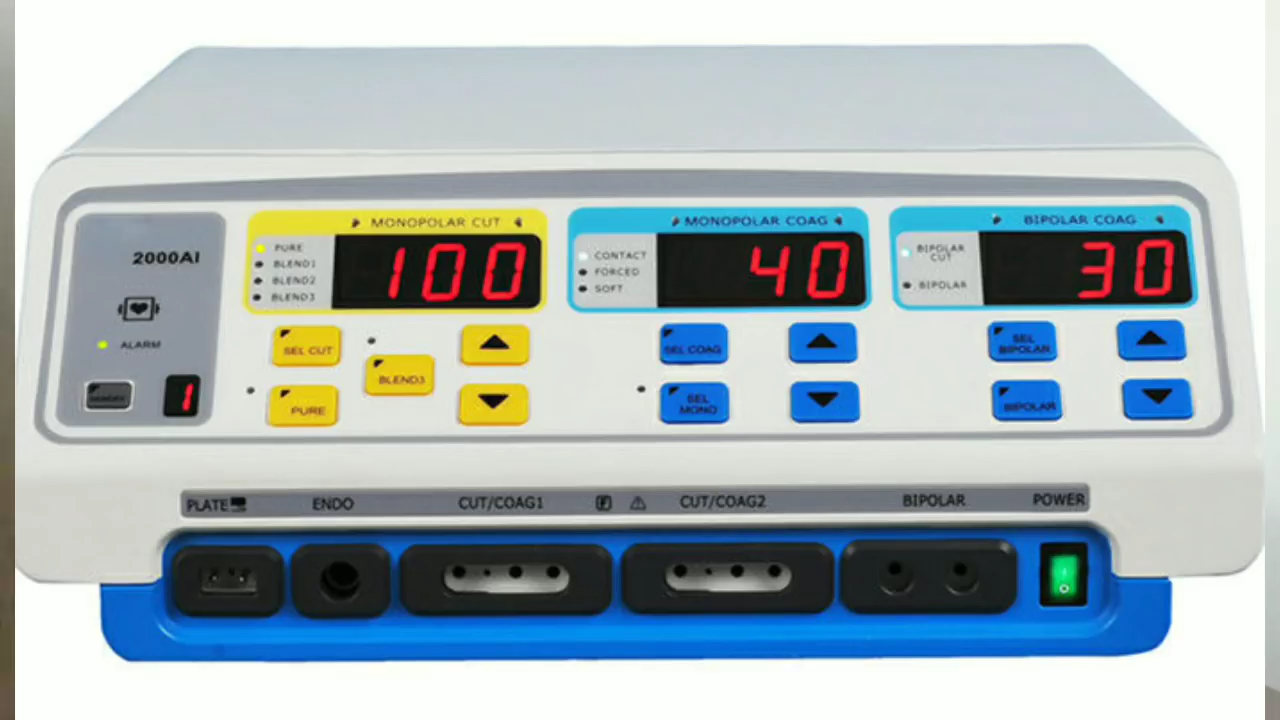 2000AI
ALARM
1
MONOPOLAR CUT
PURE
BLEND1
BLEND2
BLEND3
100
SEL CUT
BLEND3
PURE
MONOPOLAR COAG
CONTACT
FORCED
SOFT
40
SEL COAG
SEL
MONO
BIPOLAR COAG
BIPOLAR
CUT
BIPOLAR
30
SEL
BIPOLAR
BIPOLAR
PLATE
ENDO
CUT/COAG1
CUT/COAG2
BIPOLAR
POWER